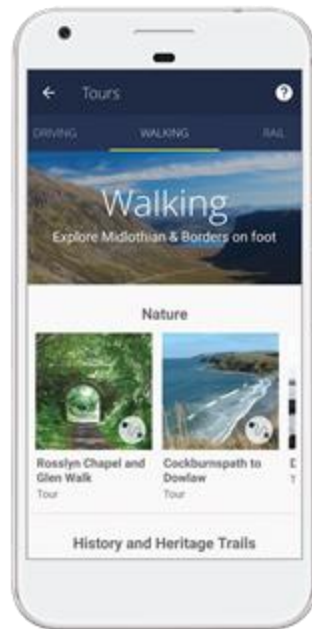 Tours
?
DRIVING
WALKING
RAIL
Walking
Explore Midlothian & Borders on foot
Nature
Rosslyn Chapel and
Glen Walk
Tour
Cockburnspath to
Dowlaw
Tour
D
T
History and Heritage Trails